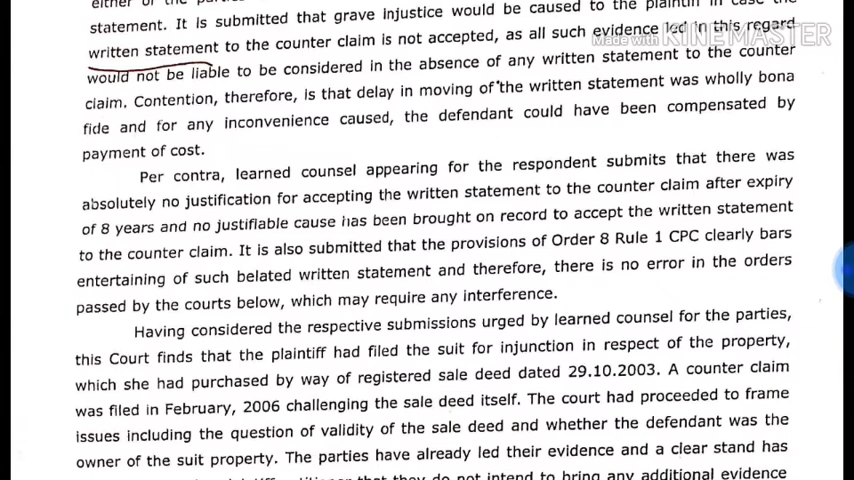 statement. It is submitted that grave injustice would be caused to the plaintiff in case the
written statement to the counter claim is not accepted, as all such evidence led in this regard
would not be liable to be considered in the absence of any written statement to the counter
claim. Contention, therefore, is that delay in moving of the written statement was wholly bona
fide and for any inconvenience caused, the defendant could have been compensated by
payment of cost.
Per contra, learned counsel appearing for the respondent submits that there was
absolutely no justification for accepting the written statement to the counter claim after expiry
of 8 years and no justifiable cause has been brought on record to accept the written statement
to the counter claim. It is also submitted that the provisions of Order 8 Rule 1 CPC clearly bars
entertaining of such belated written statement and therefore, there is no error in the orders
passed by the courts below, which may require any interference.
Having considered the respective submissions urged by learned counsel for the parties,
this Court finds that the plaintiff had filed the suit for injunction in respect of the property,
which she had purchased by way of registered sale deed dated 29.10.2003. A counter claim
was filed in February, 2006 challenging the sale deed itself. The court had proceeded to frame
issues including the question of validity of the sale deed and whether the defendant was the
owner of the suit property. The parties have already led their evidence and a clear stand has
that they do not intend to bring any additional evidence
Made with KINEMASTER